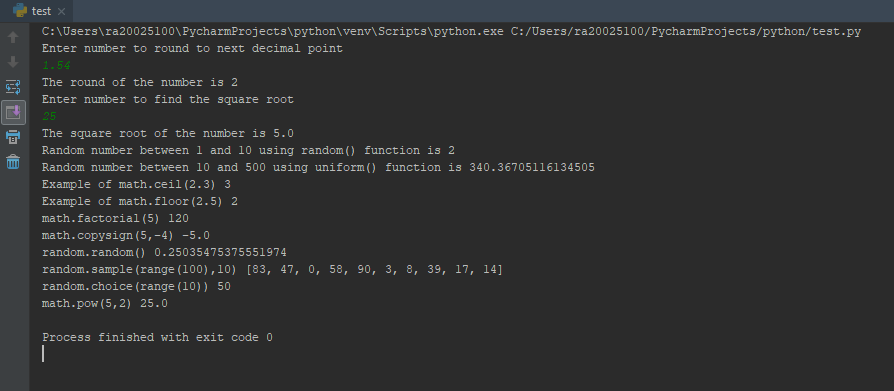 test
C:\Users\ra20025100\PycharmProjects\python\venv\Scripts\python.exe C:/Users/ra20025100/PycharmProjects/python/test.py
Enter number to round to next decimal point
1.54
The round of the number is 2
Enter number to find the square root
25
The square root of the number is 5.0
Random number between 1 and 10 using random() function is 2
Random number between 10 and 500 using uniform() function is 340.36705116134505
Example of math.ceil(2.3) 3
Example of math.floor(2.5) 2
math.factorial(5) 120
math.copysign(5,-4) -5.0
random.random() 0.25035475375551974
random.sample(range(100),10) [83, 47, 0, 58, 90, 3, 8, 39, 17, 14]
random.choice(range(10)) 50
math.pow(5,2) 25.0
Process finished with exit code 0